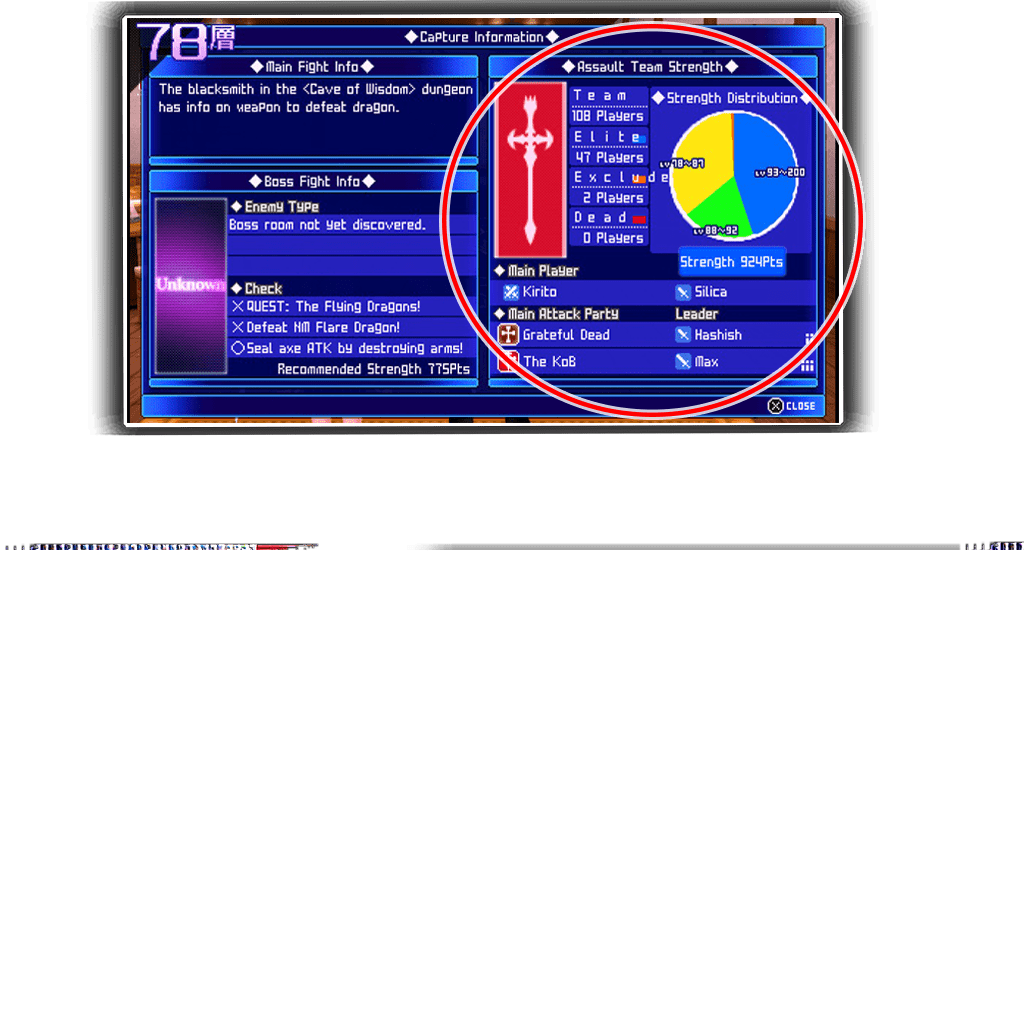 78層
◆Capture Information◆
◆Main Fight Info◆
The blacksmith in the <Cave of Wisdom> dungeon
has info on weapon to defeat dragon.
◆Boss Fight Info◆
Unknown
◆Enemy Type
Boss room not yet discovered.
◆Check
×QUEST: The Flying Dragons!
×Defeat NM Flare Dragon!
◇Seal axe ATK by destroying arms!
Recommended Strength 775Pts
◆Assault Team Strength◆
Team
108 Players
Elite
47 Players
Exclude
2 Players
Dead
0 Players
◆Strength Distribution◆
Lv78~87
Lv93~200
Lv88~92
Strength 924Pts
◆Main Player
Kirito Silica
◆Main Attack Party Leader
Grateful Dead Hashish
The KoB Max
CLOSE